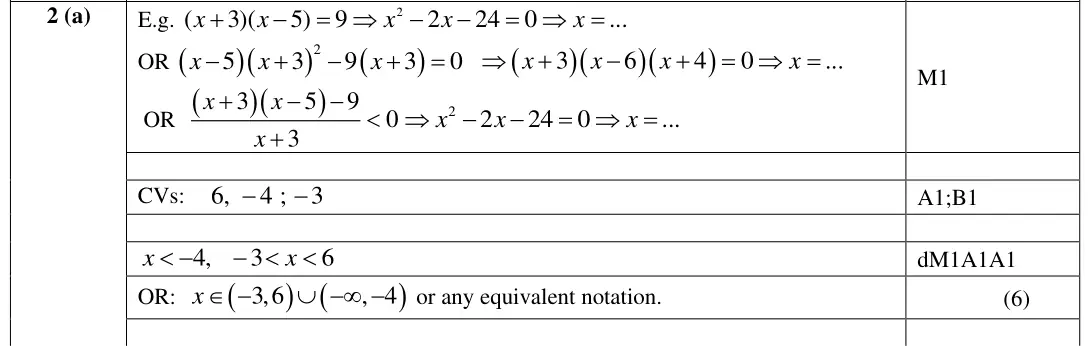 2 (a) E.g. (x+3)(x−5)=9⇒x²−2x−24=0⇒x=...
OR (x−5)(x+3)²−9(x+3)=0 ⇒(x+3)(x−6)(x+4)=0⇒x=... M1
OR ((x+3)(x−5)−9)/(x+3)<0⇒x²−2x−24=0⇒x=...
CVs: 6, −4 ; −3 A1;B1
x<−4, −3<x<6 dM1A1A1
OR: x∈(−3,6)∪(−∞,−4) or any equivalent notation. (6)